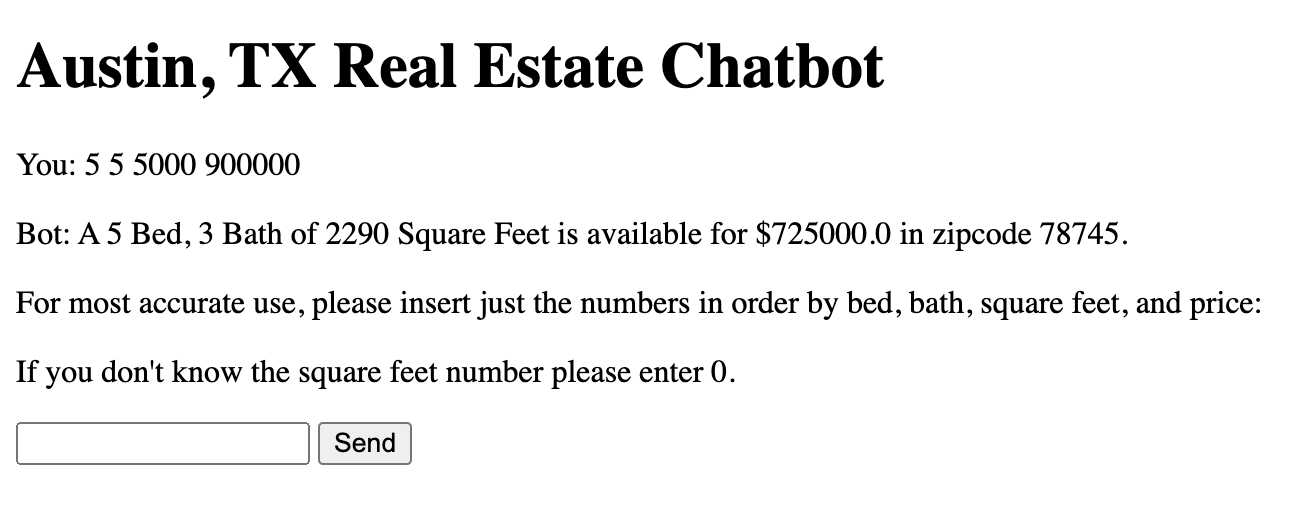 Austin, TX Real Estate Chatbot
You: 5 5 5000 900000
Bot: A 5 Bed, 3 Bath of 2290 Square Feet is available for $725000.0 in zipcode 78745.
For most accurate use, please insert just the numbers in order by bed, bath, square feet, and price:
If you don't know the square feet number please enter 0.
Send